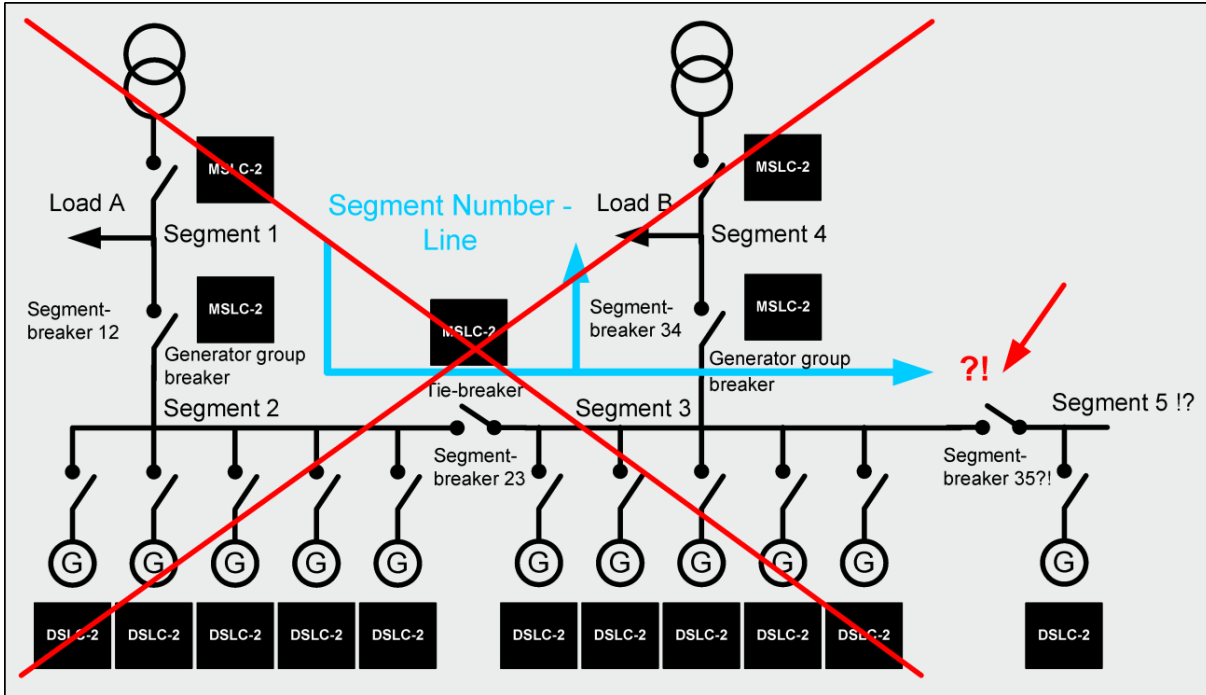 MSLC-2
MSLC-2
Load A
Segment Number -
Line
Load B
Segment 1
Segment 4
Segment-
breaker 12
MSLC-2
MSLC-2
Segment-
breaker 34
MSLC-2
Generator group
breaker
Generator group
breaker
?!
Tie-breaker
Segment 2
Segment 3
Segment 5 !?
Segment-
breaker 23
Segment-
breaker 35?!
G G G G G G G G G G G
DSLC-2 DSLC-2 DSLC-2 DSLC-2 DSLC-2 DSLC-2 DSLC-2 DSLC-2 DSLC-2 DSLC-2 DSLC-2